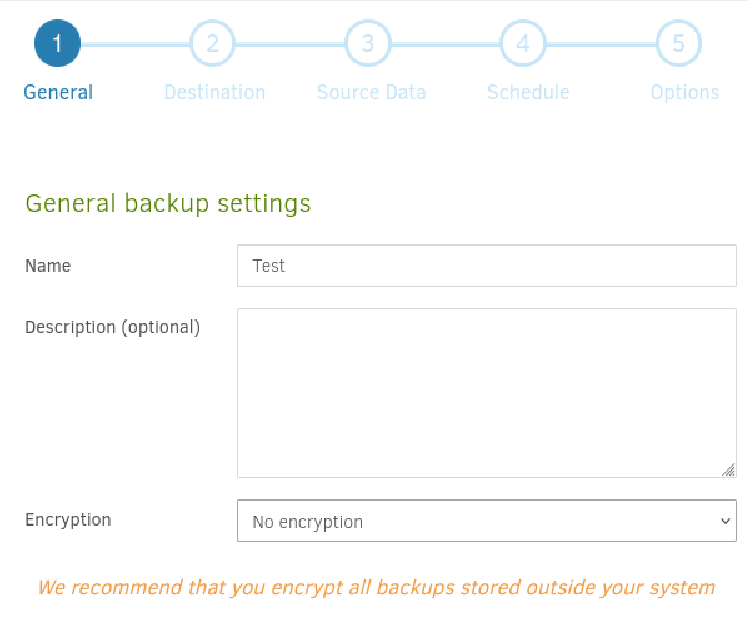 1 2 3 4 5
General Destination Source Data Schedule Options
General backup settings
Name Test
Description (optional)
Encryption No encryption
We recommend that you encrypt all backups stored outside your system